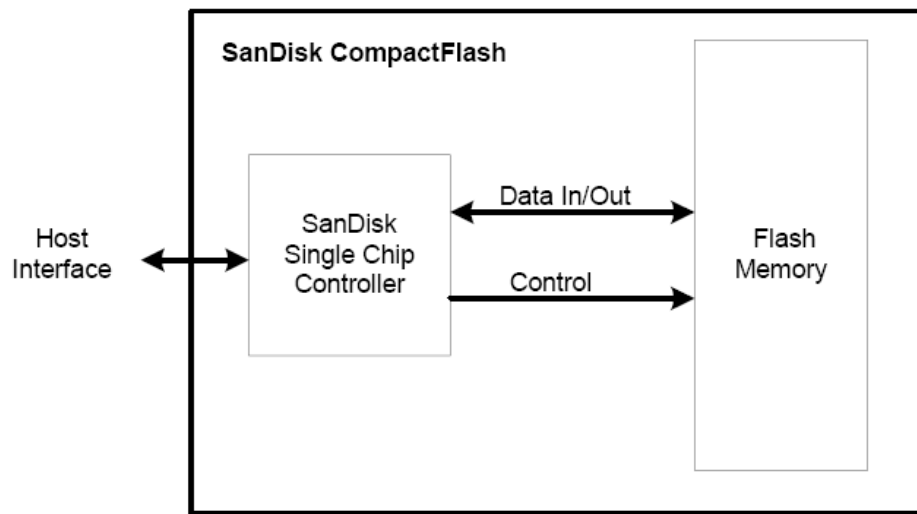 SanDisk CompactFlash
Host
Interface
SanDisk
Single Chip
Controller
Data In/Out
Control
Flash
Memory